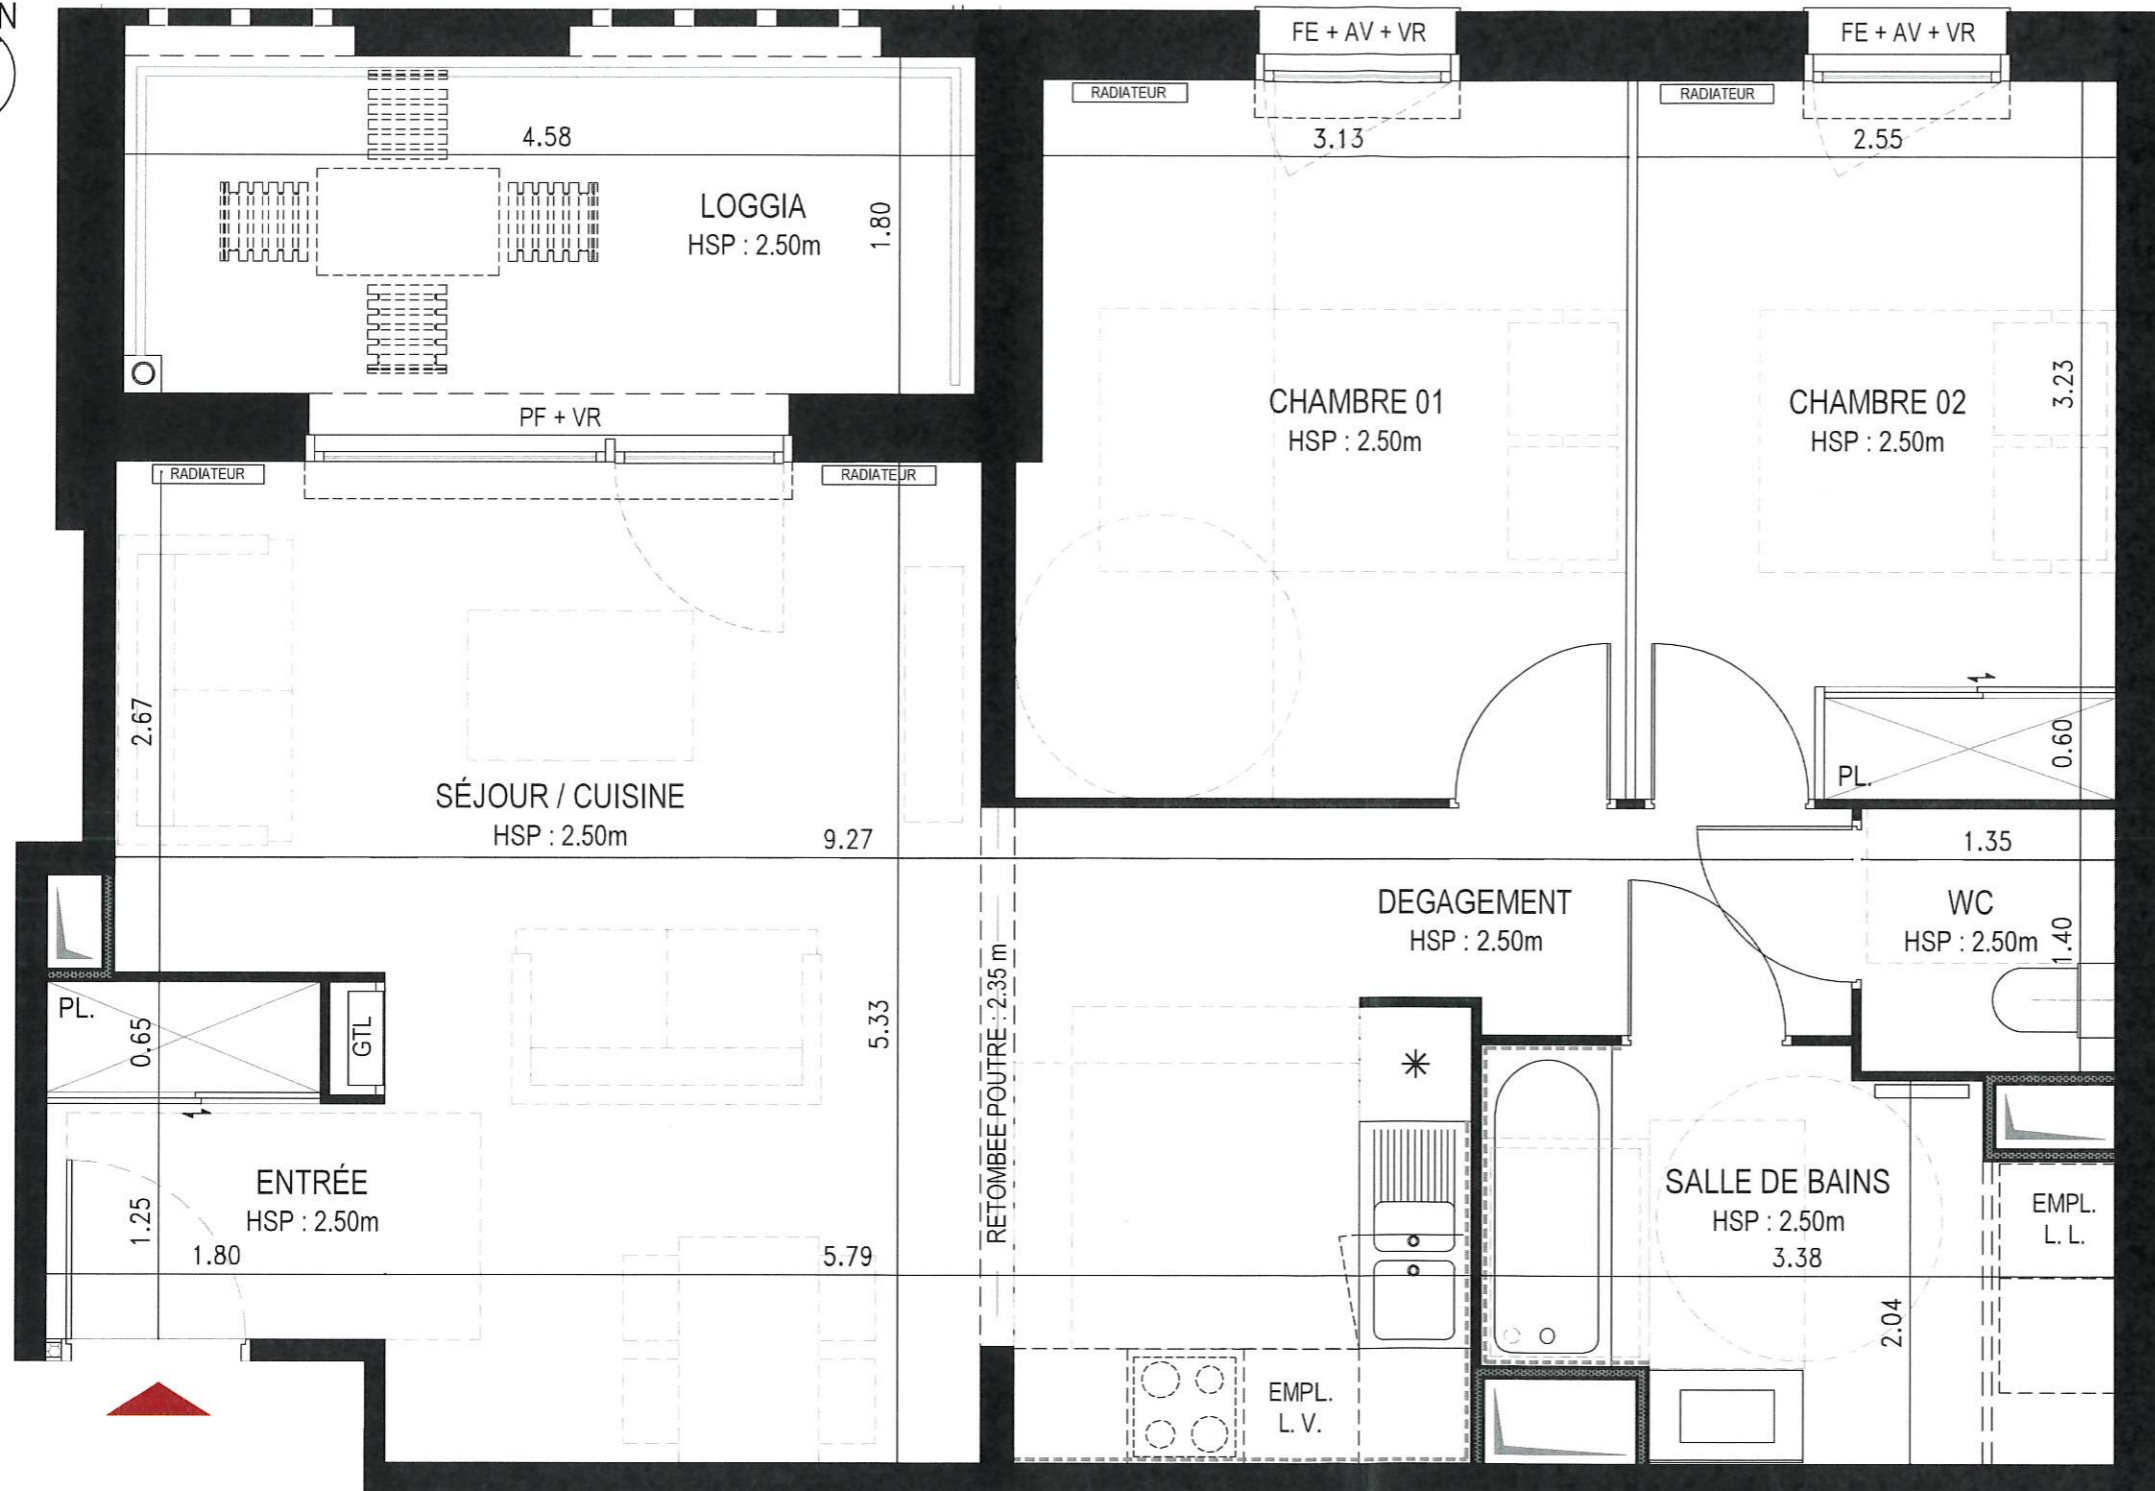 N
FE + AV + VR
FE + AV + VR
RADIATEUR
RADIATEUR
4.58
3.13
2.55
LOGGIA
HSP : 2.50m
1.80
CHAMBRE 01
HSP : 2.50m
CHAMBRE 02
HSP : 2.50m
3.23
PF + VR
RADIATEUR
RADIATEUR
2.67
SÉJOUR / CUISINE
HSP : 2.50m
9.27
PL.
0.60
1.35
DEGAGEMENT
HSP : 2.50m
WC
HSP : 2.50m
1.40
PL.
0.65
GTL
5.33
RETOMBEE POUTRE : 2.35 m
ENTRÉE
HSP : 2.50m
1.25
1.80
5.79
SALLE DE BAINS
HSP : 2.50m
3.38
2.04
EMPL.
L. L.
EMPL.
L. V.